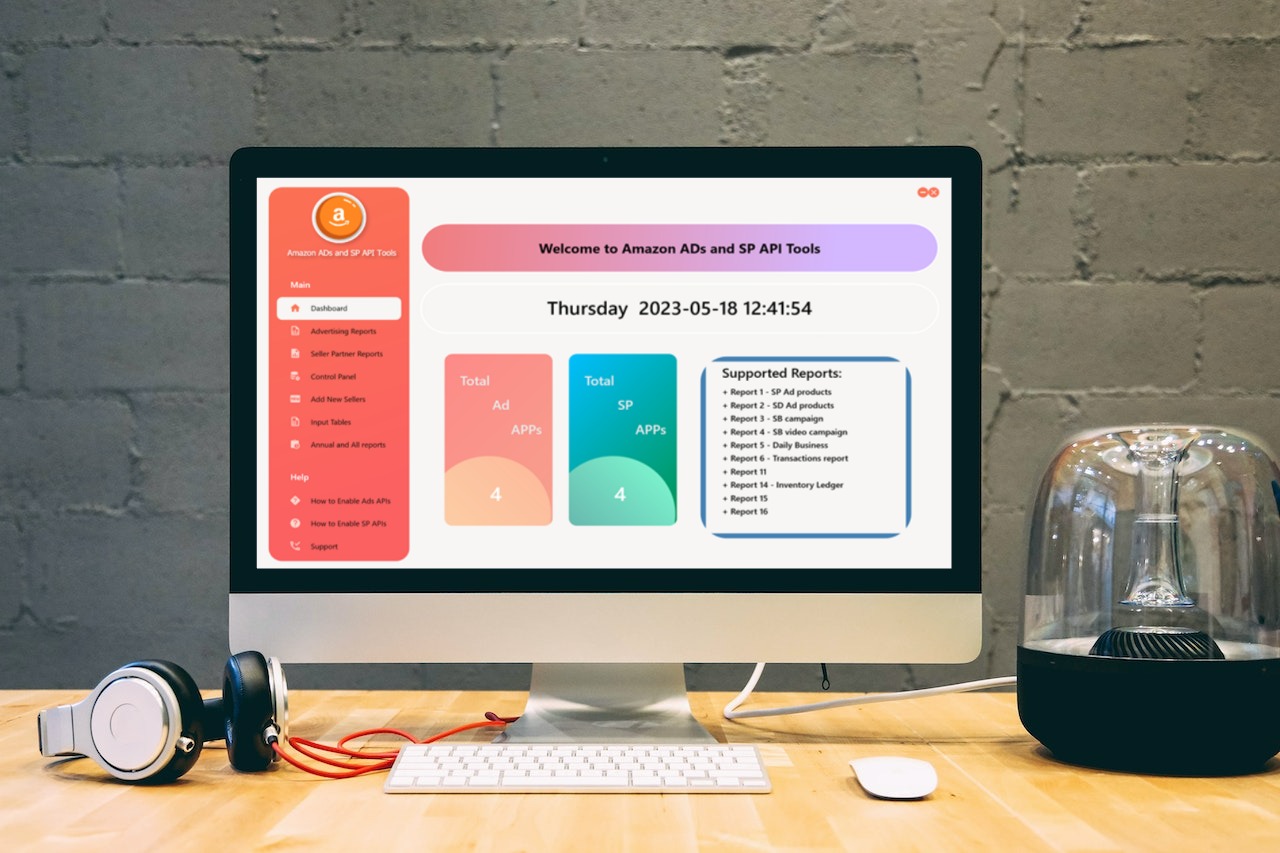 a
Amazon ADs and SP API Tools
Main
Dashboard
Advertising Reports
Seller Partner Reports
Control Panel
Add New Sellers
Input Tables
Annual and All reports
Help
How to Enable Ads APIs
How to Enable SP APIs
Support
Welcome to Amazon ADs and SP API Tools
Thursday 2023-05-18 12:41:54
Total
Ad
APPs
4
Total
SP
APPs
4
Supported Reports:
+ Report 1 - SP Ad products
+ Report 2 - SD Ad products
+ Report 3 - SB campaign
+ Report 4 - SB video campaign
+ Report 5 - Daily Business
+ Report 6 - Transactions report
+ Report 11
+ Report 14 - Inventory Ledger
+ Report 15
+ Report 16